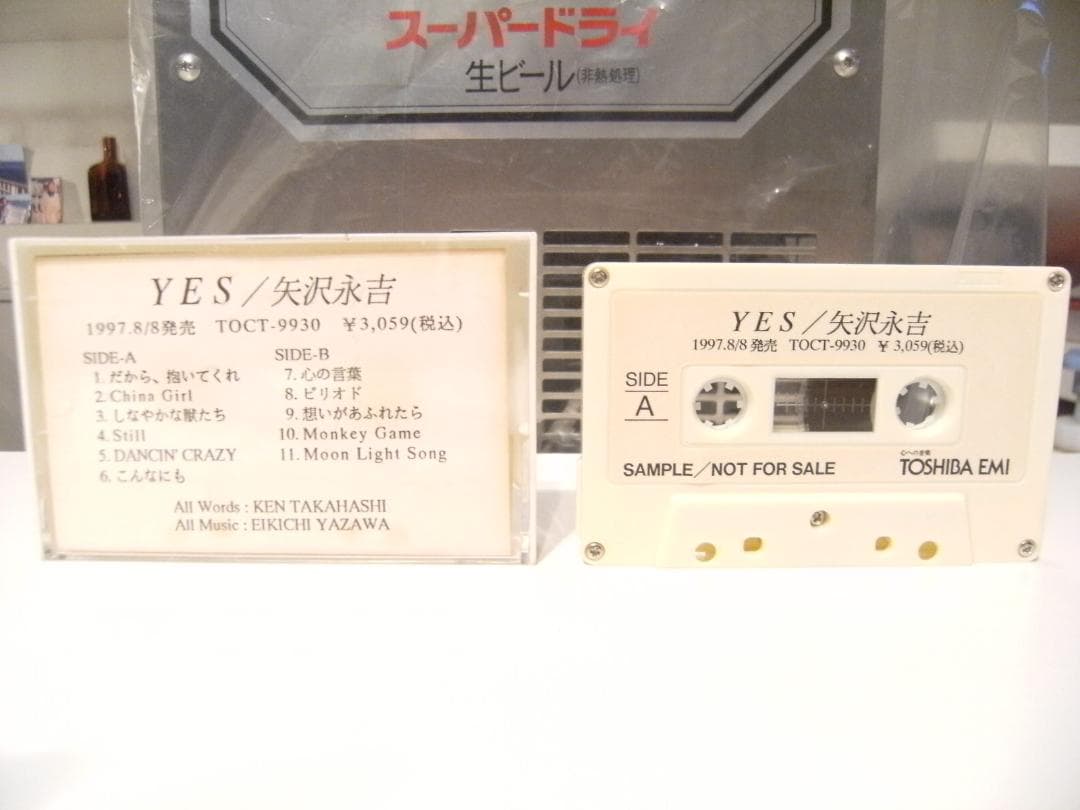 スーパードライ
生ビール(非熱処理)
YES/矢沢永吉
1997.8/8発売 TOCT-9930 ¥3,059(税込)
SIDE-A
1. だから、抱いてくれ
2. China Girl
3. しなやかな獣たち
4. Still
5. DANCIN' CRAZY
6. こんなにも
SIDE-B
7. 心の言葉
8. ピリオド
9. 想いがあふれたら
10. Monkey Game
11. Moon Light Song
All Words : KEN TAKAHASHI
All Music : EIKICHI YAZAWA
YES/矢沢永吉
1997.8/8発売 TOCT-9930 ¥3,059(税込)
SIDE
A
SAMPLE/NOT FOR SALE
心への音楽
TOSHIBA EMI